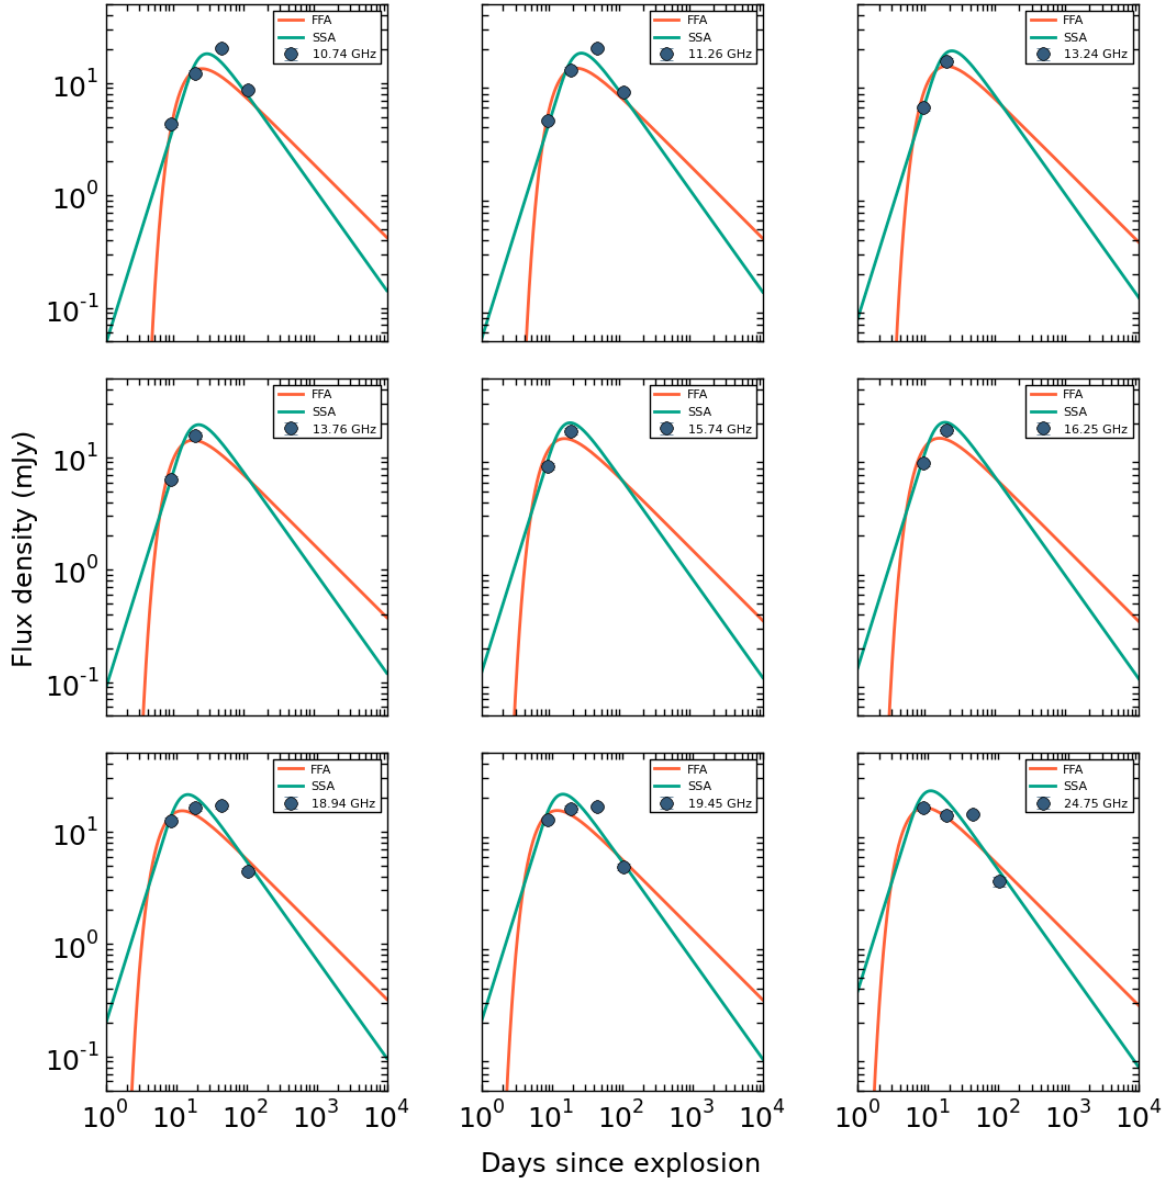 FFA
SSA
10.74 GHz
FFA
SSA
11.26 GHz
FFA
SSA
13.24 GHz
10^1
10^0
10^-1
FFA
SSA
13.76 GHz
FFA
SSA
15.74 GHz
FFA
SSA
16.25 GHz
10^1
10^0
10^-1
Flux density (mJy)
FFA
SSA
18.94 GHz
FFA
SSA
19.45 GHz
FFA
SSA
24.75 GHz
10^1
10^0
10^-1
10^0 10^1 10^2 10^3 10^4
10^0 10^1 10^2 10^3 10^4
10^0 10^1 10^2 10^3 10^4
Days since explosion